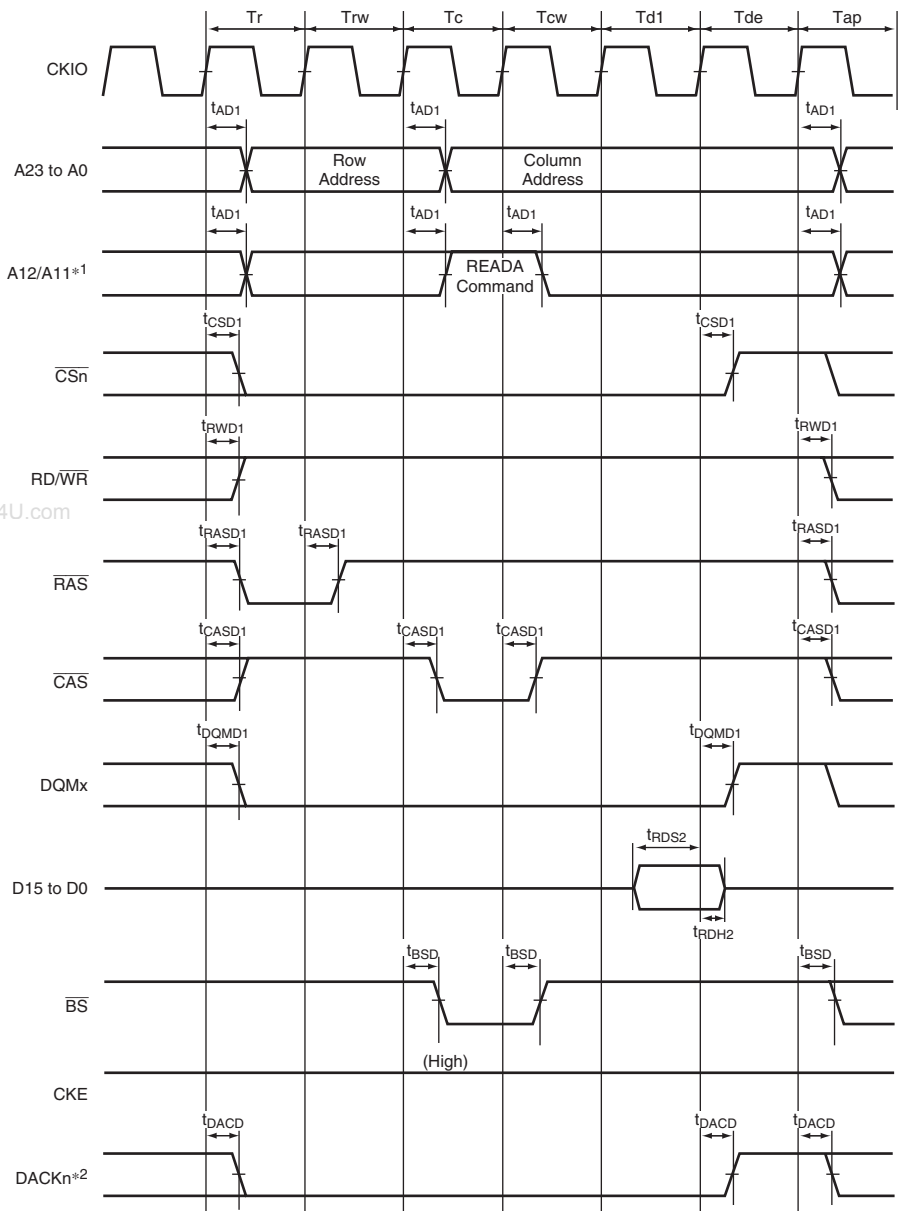 Tr Trw Tc Tcw Td1 Tde Tap
CKIO
tAD1 tAD1 tAD1
A23 to A0 Row Address Column Address
tAD1 tAD1 tAD1 tAD1
A12/A11*1 READA Command
tCSD1 tCSD1
CSn
tRWD1 tRWD1
RD/WR
4U.com
tRASD1 tRASD1 tRASD1
RAS
tCASD1 tCASD1 tCASD1 tCASD1
CAS
tDQMD1 tDQMD1
DQMx
tRDS2
D15 to D0
tRDH2
tBSD tBSD tBSD
BS
(High)
CKE
tDACD tDACD tDACD
DACKn*2